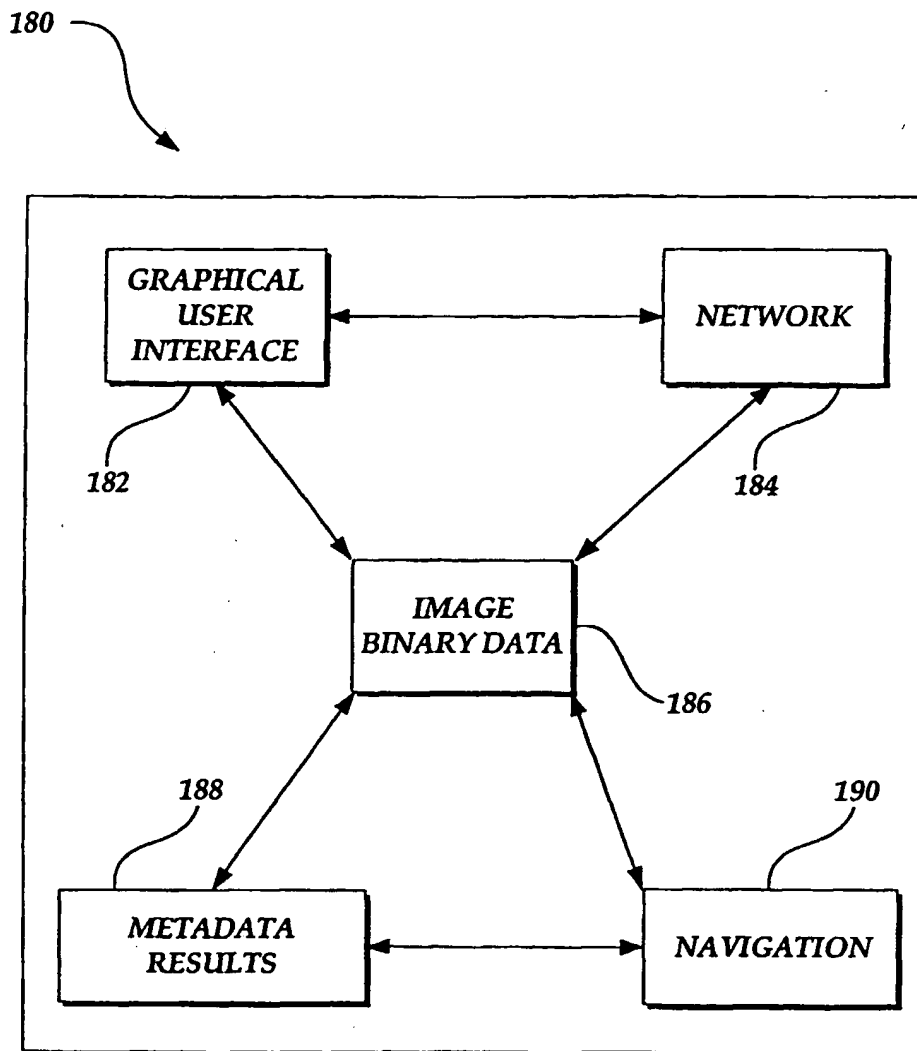 180
GRAPHICAL
USER
INTERFACE
NETWORK
182
184
IMAGE
BINARY DATA
186
188
190
METADATA
RESULTS
NAVIGATION